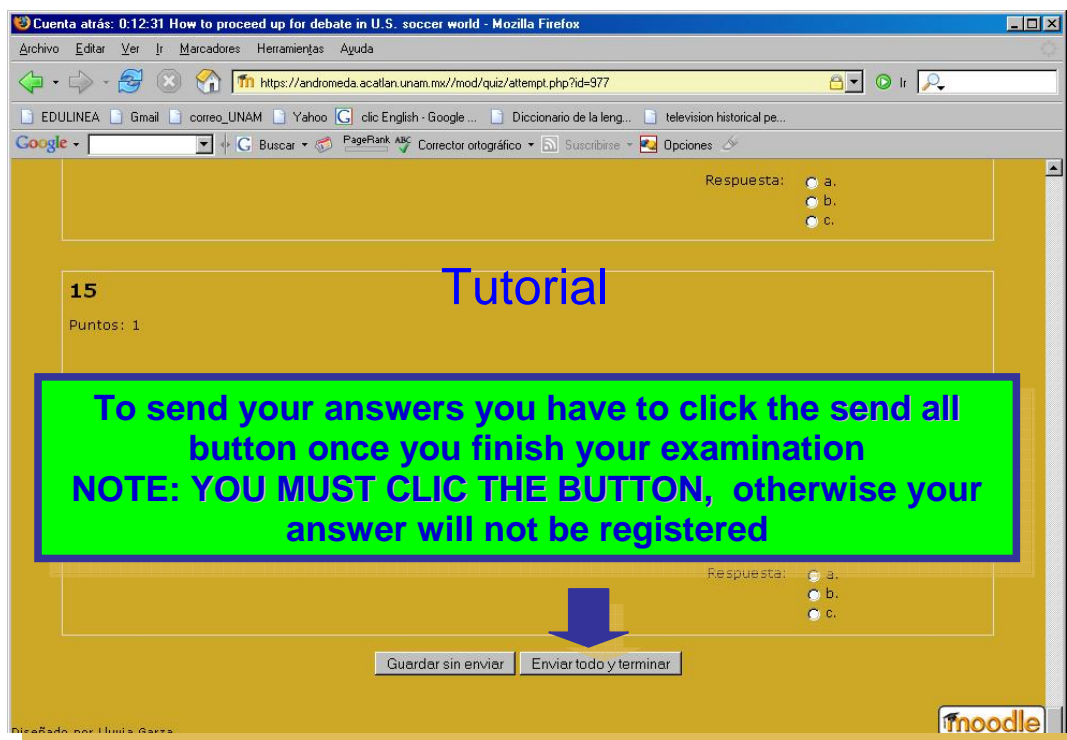 Cuenta atrás: 0:12:31 How to proceed up for debate in U.S. soccer world - Mozilla Firefox
Archivo Editar Ver Ir Marcadores Herramientas Ayuda
https://andromeda.acatlan.unam.mx//mod/quiz/attempt.php?id=977 Ir
EDULINEA Gmail correo_UNAM Yahoo clic English - Google ... Diccionario de la leng... television historical pe...
Google Buscar PageRank ABC Corrector ortográfico Suscribirse Opciones
Respuesta: a.
b.
c.
Tutorial
15
Puntos: 1
To send your answers you have to click the send all
button once you finish your examination
NOTE: YOU MUST CLIC THE BUTTON, otherwise your
answer will not be registered
Respuesta: a.
b.
c.
Guardar sin enviar Enviar todo y terminar
moodle
Diseñado por Lluvia Garza